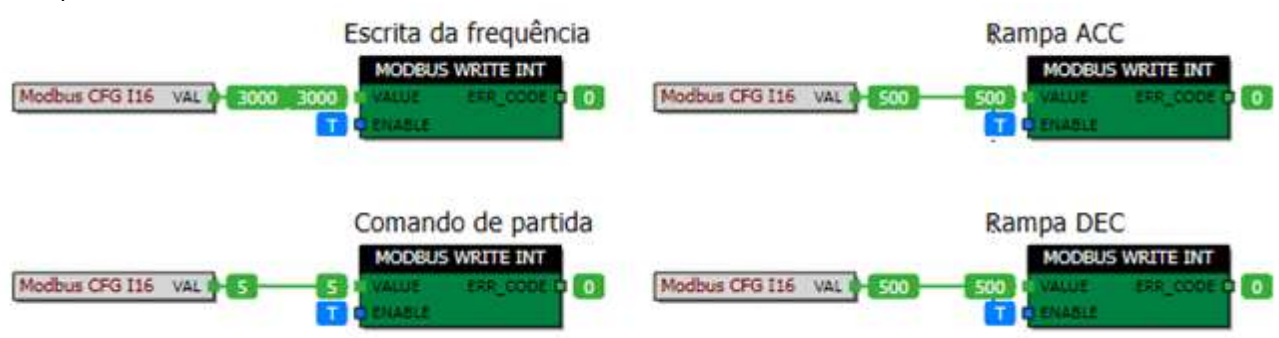 Escrita da frequência
MODBUS WRITE INT
Modbus CFG I16 VAL 3000 3000 VALUE ERR_CODE 0
T ENABLE
Rampa ACC
MODBUS WRITE INT
Modbus CFG I16 VAL 500 500 VALUE ERR_CODE 0
T ENABLE
Comando de partida
MODBUS WRITE INT
Modbus CFG I16 VAL 5 5 VALUE ERR_CODE 0
T ENABLE
Rampa DEC
MODBUS WRITE INT
Modbus CFG I16 VAL 500 500 VALUE ERR_CODE 0
T ENABLE